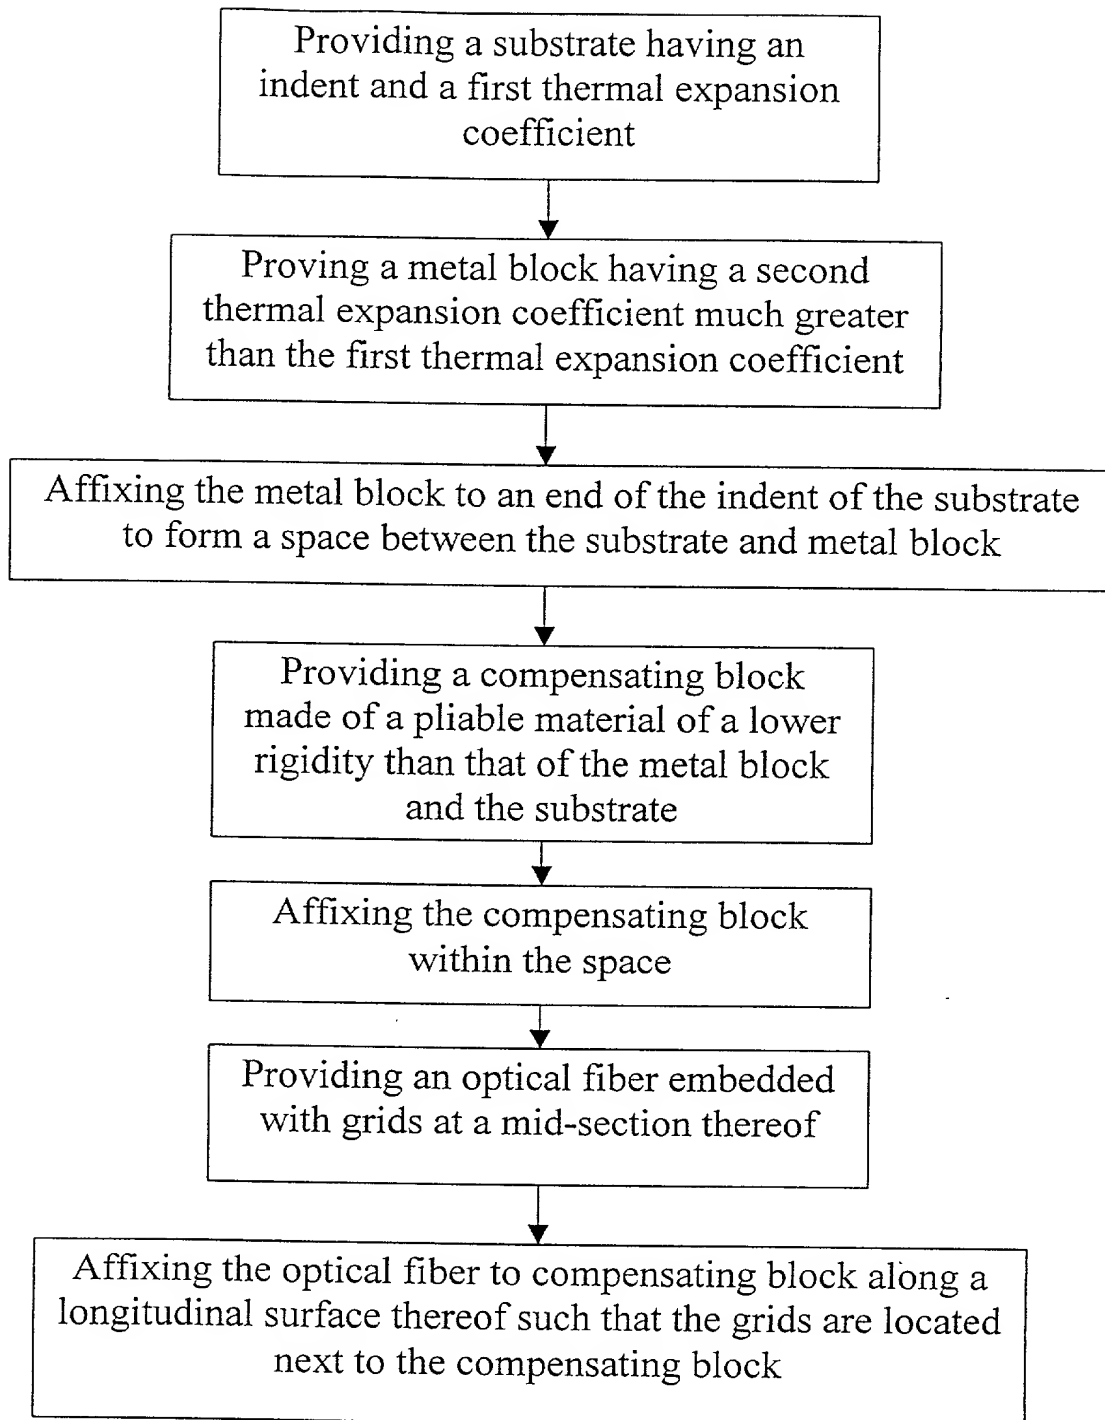 Providing a substrate having an
indent and a first thermal expansion
coefficient
Proving a metal block having a second
thermal expansion coefficient much greater
than the first thermal expansion coefficient
Affixing the metal block to an end of the indent of the substrate
to form a space between the substrate and metal block
Providing a compensating block
made of a pliable material of a lower
rigidity than that of the metal block
and the substrate
Affixing the compensating block
within the space
Providing an optical fiber embedded
with grids at a mid-section thereof
Affixing the optical fiber to compensating block along a
longitudinal surface thereof such that the grids are located
next to the compensating block